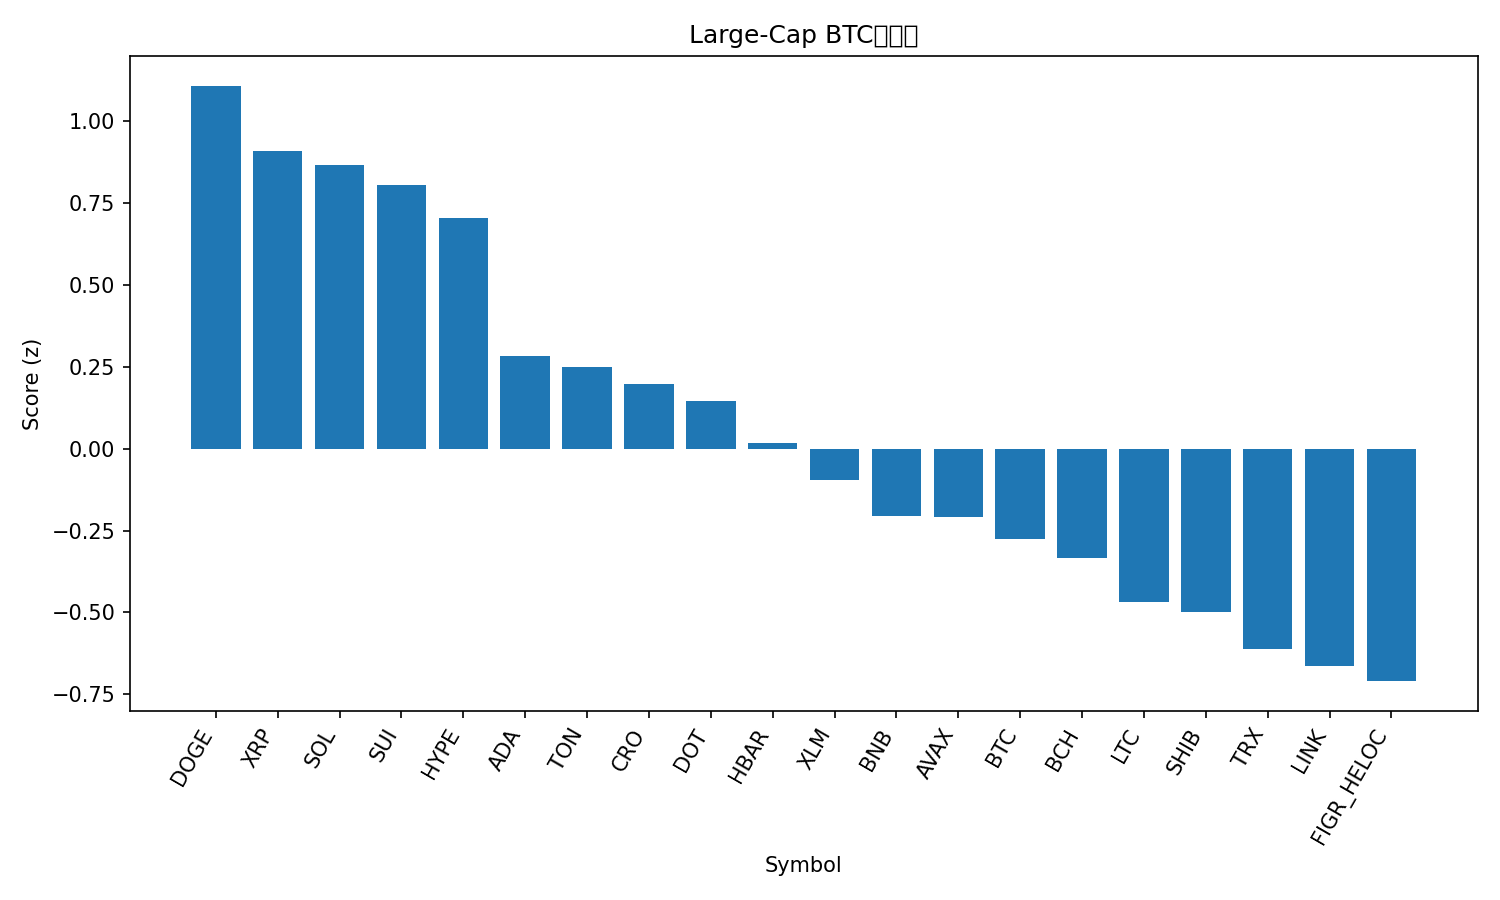 Large-Cap BTC
1.00
0.75
0.50
0.25
0.00
−0.25
−0.50
−0.75
Score (z)
DOGE
XRP
SOL
SUI
HYPE
ADA
TON
CRO
DOT
HBAR
XLM
BNB
AVAX
BTC
BCH
LTC
SHIB
TRX
LINK
FIGR_HELOC
Symbol